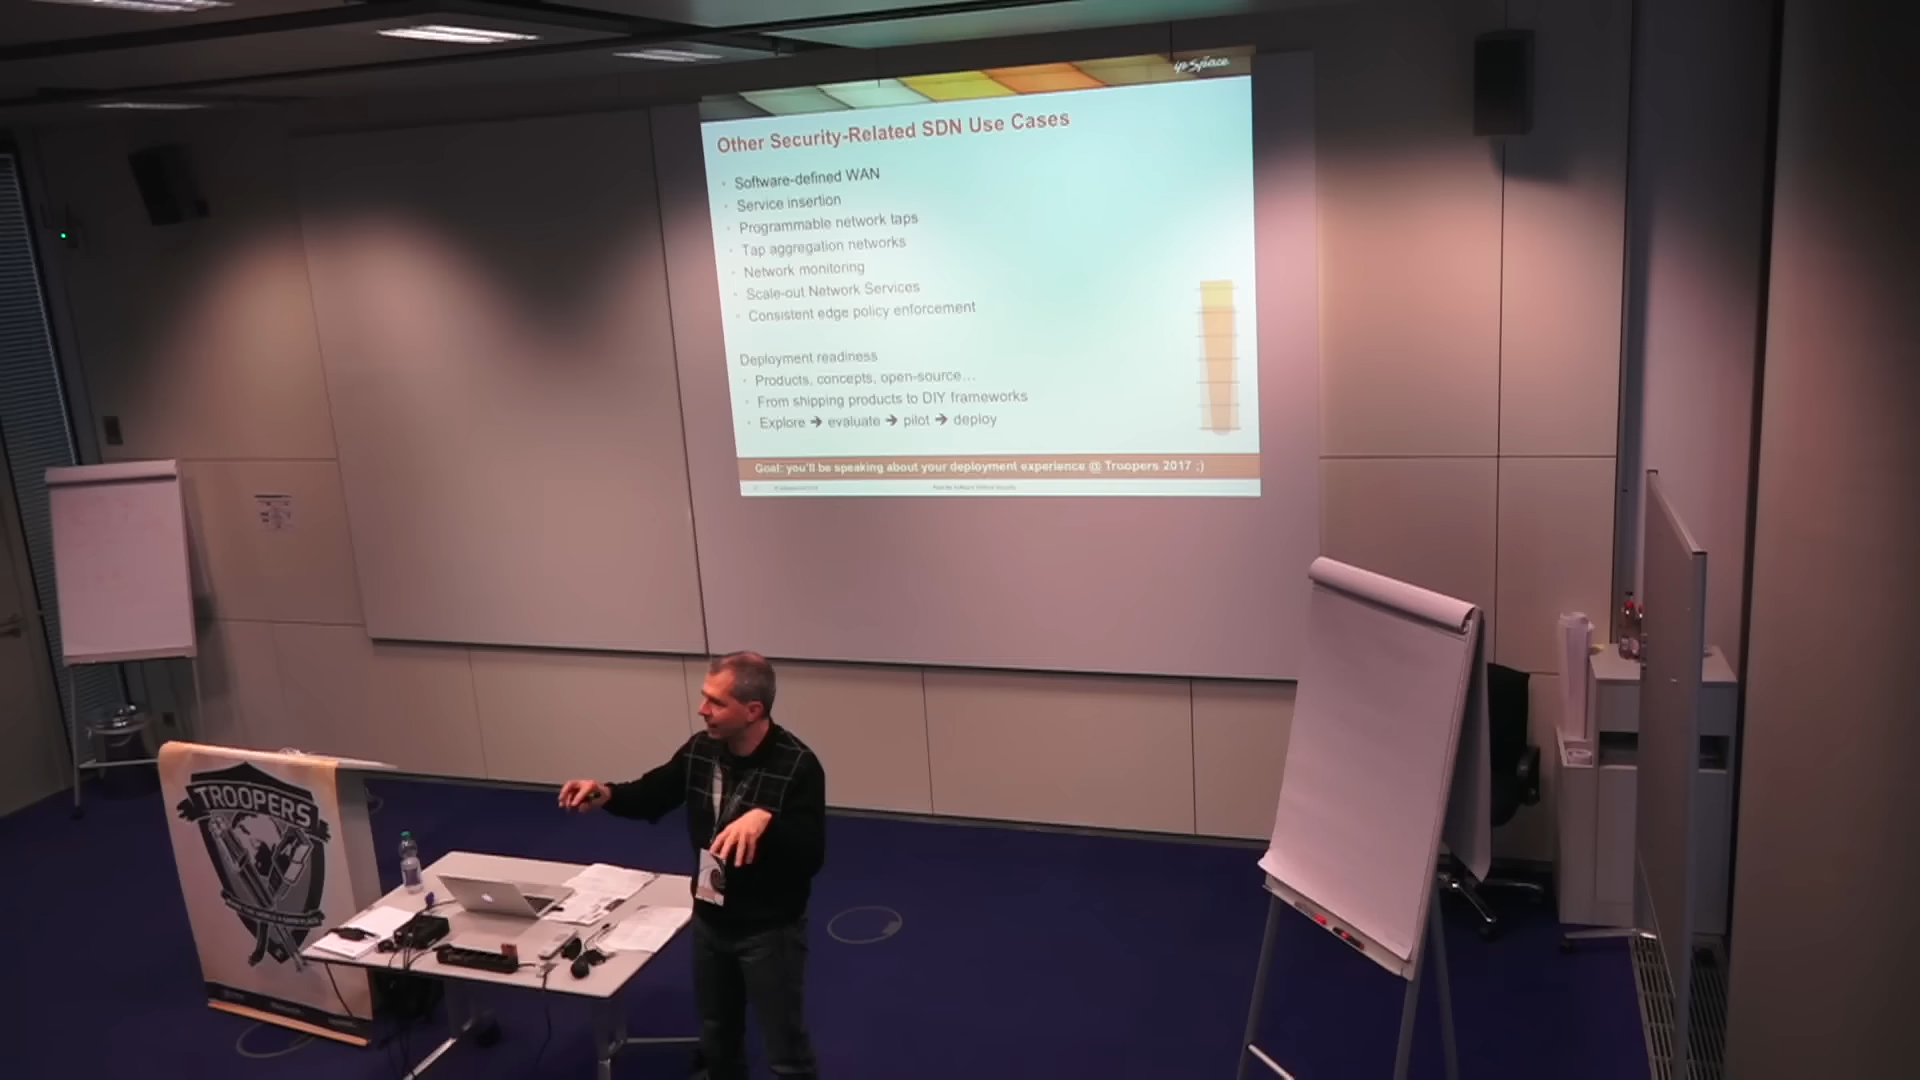 ipSpace
Other Security-Related SDN Use Cases
Software-defined WAN
Service insertion
Programmable network taps
Tap aggregation networks
Network monitoring
Scale-out Network Services
Consistent edge policy enforcement
Deployment readiness
Products, concepts, open-source…
From shipping products to DIY frameworks
Explore ➔ evaluate ➔ pilot ➔ deploy
Goal: you'll be speaking about your deployment experience @ Troopers 2017 ;)
TROOPERS